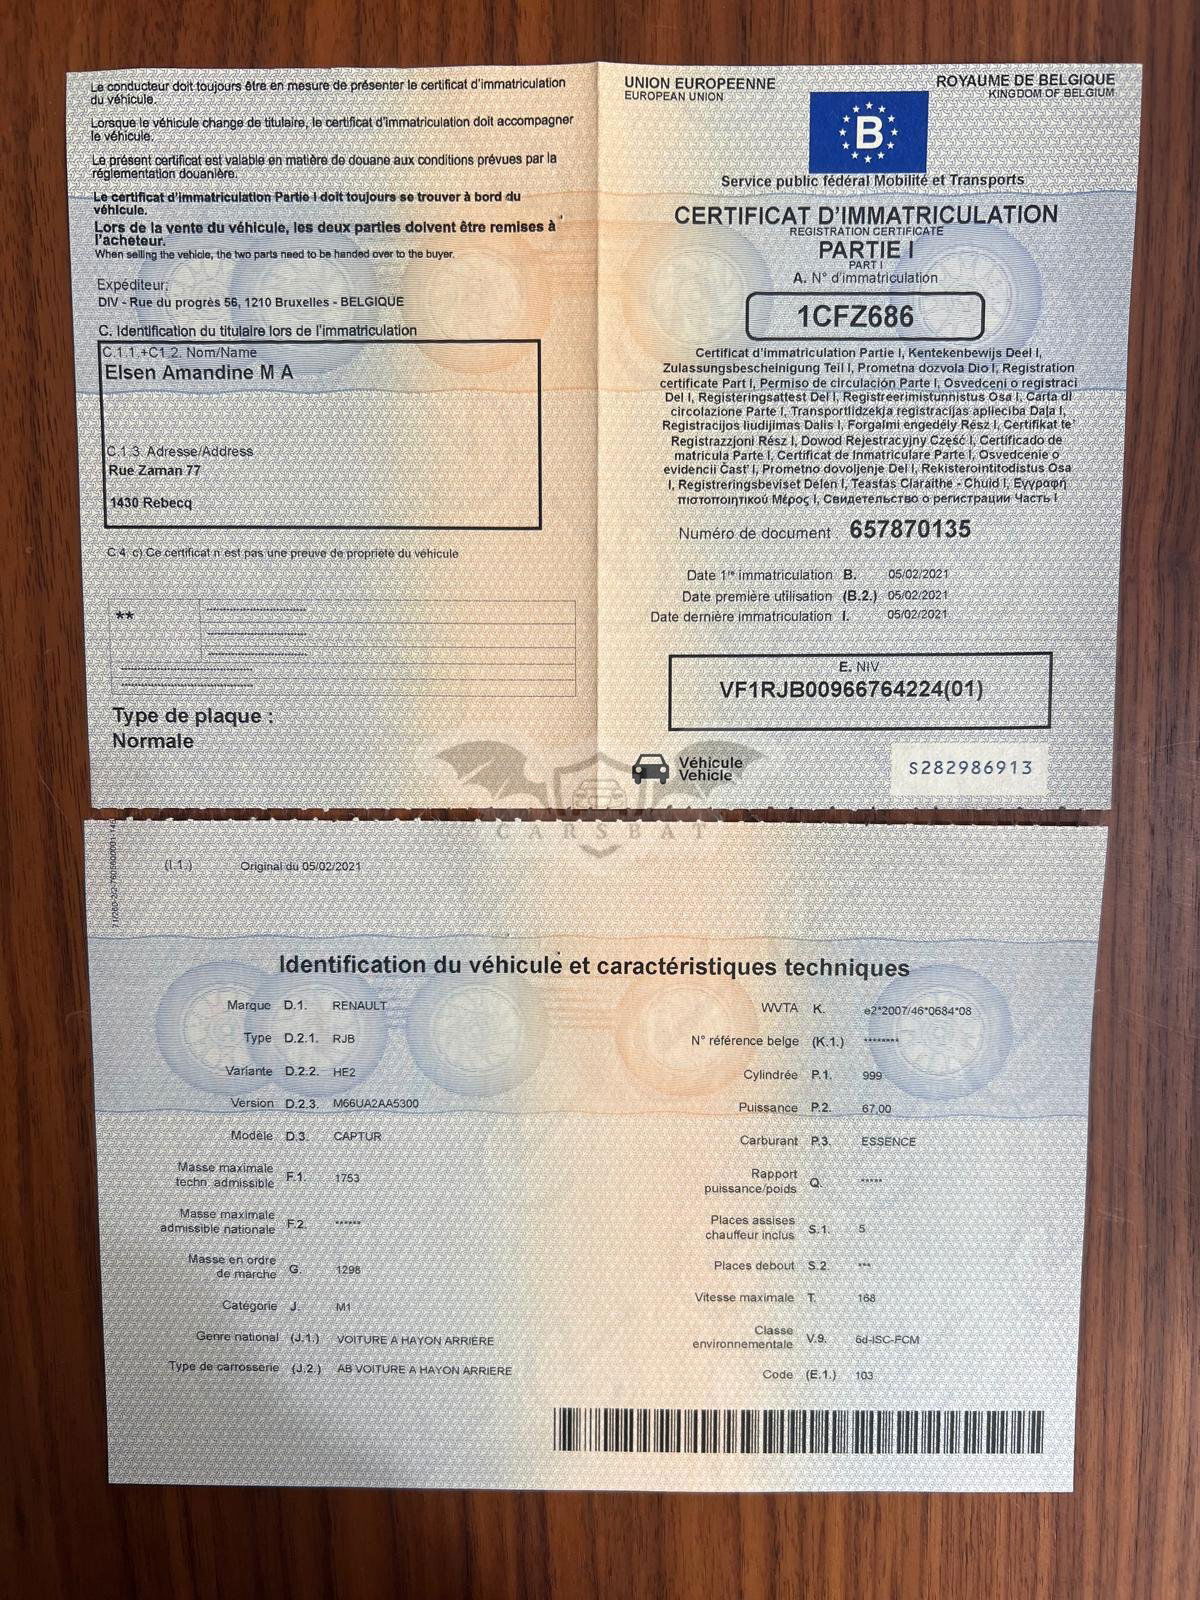 Le conducteur doit toujours être en mesure de présenter le certificat d'immatriculation
du véhicule.
Lorsque le véhicule change de titulaire, le certificat d'immatriculation doit accompagner
le véhicule.
Le présent certificat est valable en matière de douane aux conditions prévues par la
réglementation douanière.
Le certificat d'immatriculation Partie I doit toujours se trouver à bord du
véhicule.
Lors de la vente du véhicule, les deux parties doivent être remises à
l'acheteur.
When selling the vehicle, the two parts need to be handed over to the buyer.
Expéditeur:
DIV - Rue du progrès 56, 1210 Bruxelles - BELGIQUE
C. Identification du titulaire lors de l'immatriculation
C.1.1.+C1.2. Nom/Name
Elsen Amandine M A
C.1.3. Adresse/Address
Rue Zaman 77
1430 Rebecq
C.4. c) Ce certificat n'est pas une preuve de propriété du véhicule
**
Type de plaque :
Normale
UNION EUROPEENNE
EUROPEAN UNION
ROYAUME DE BELGIQUE
KINGDOM OF BELGIUM
B
Service public fédéral Mobilité et Transports
CERTIFICAT D'IMMATRICULATION
REGISTRATION CERTIFICATE
PARTIE I
PART I
A. N° d'immatriculation
1CFZ686
Certificat d'immatriculation Partie I, Kentekenbewijs Deel I,
Zulassungsbescheinigung Teil I, Prometna dozvola Dio I, Registration
certificate Part I, Permiso de circulación Parte I, Osvedceni o registraci
Del I, Registeringsattest Del I, Registreerimistunnistus Osa I, Carta di
circolazione Parte I, Transportlidzekja registracijas aplieciba Daļa I,
Registracijos liudijimas Dalis I, Forgalmi engedély Rész I, Certifikat ta'
Registrazzjoni Rész I, Dowod Rejestracyjny Część I, Certificado de
matricula Parte I, Certificat de Inmatriculare Parte I, Osvedcenie o
evidencii Časť I, Prometno dovoljenje Del I, Rekisterointitodistus Osa
I, Registreringsbeviset Delen I, Teastas Claraithe - Chuid I, Εγγραφή
πιστοποιητικού Μέρος I, Свидетельство о регистрации Часть I
Numéro de document : 657870135
Date 1re immatriculation B. 05/02/2021
Date première utilisation (B.2.) 05/02/2021
Date dernière immatriculation I. 05/02/2021
E. NIV
VF1RJB00966764224(01)
Véhicule
Vehicle
S282986913
CARSBAT
(I.1.) Original du 05/02/2021
Identification du véhicule et caractéristiques techniques
Marque D.1. RENAULT
Type D.2.1. RJB
Variante D.2.2. HE2
Version D.2.3. M66UA2AA5300
Modèle D.3. CAPTUR
Masse maximale
techn. admissible F.1. 1753
Masse maximale
admissible nationale F.2. ******
Masse en ordre
de marche G. 1298
Catégorie J. M1
Genre national (J.1.) VOITURE A HAYON ARRIERE
Type de carrosserie (J.2.) AB VOITURE A HAYON ARRIERE
WVTA K. e2*2007/46*0684*08
N° référence belge (K.1.) ********
Cylindrée P.1. 999
Puissance P.2. 67,00
Carburant P.3. ESSENCE
Rapport
puissance/poids Q. *****
Places assises
chauffeur inclus S.1. 5
Places debout S.2. ***
Vitesse maximale T. 168
Classe
environnementale V.9. 6d-ISC-FCM
Code (E.1.) 103